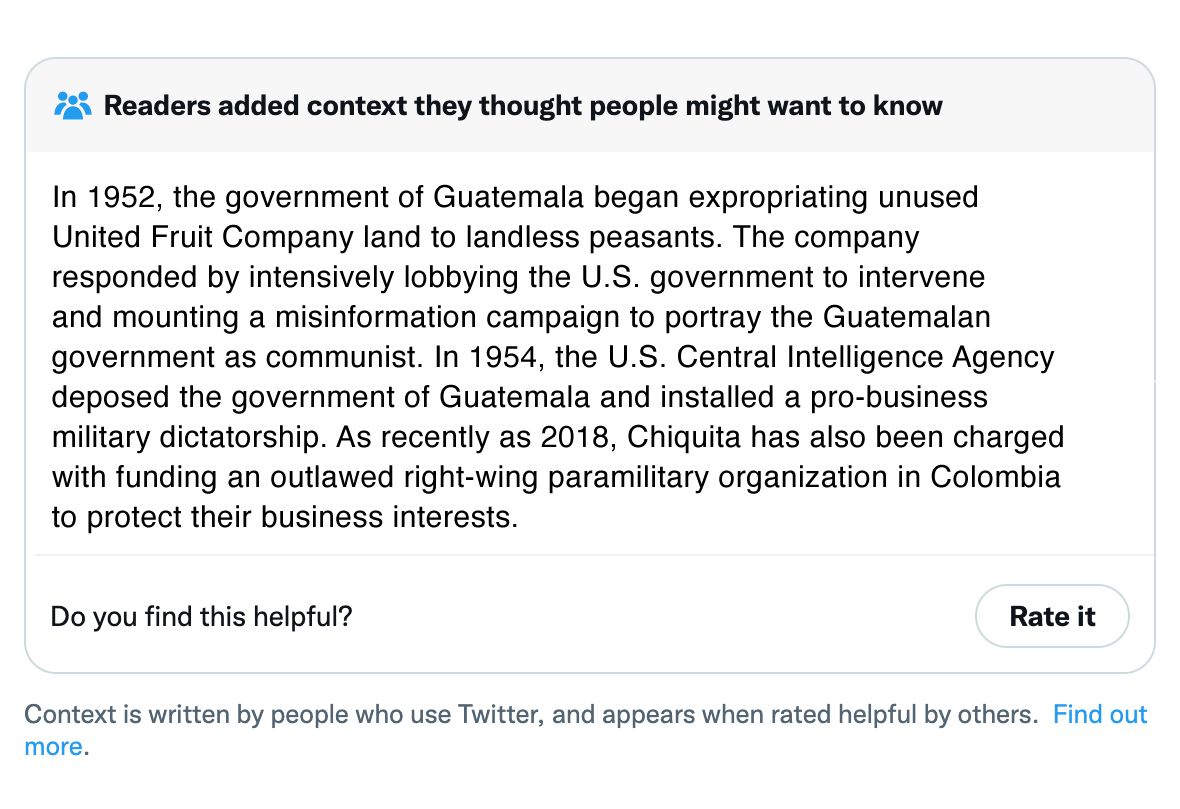 Readers added context they thought people might want to know
In 1952, the government of Guatemala began expropriating unused
United Fruit Company land to landless peasants. The company
responded by intensively lobbying the U.S. government to intervene
and mounting a misinformation campaign to portray the Guatemalan
government as communist. In 1954, the U.S. Central Intelligence Agency
deposed the government of Guatemala and installed a pro-business
military dictatorship. As recently as 2018, Chiquita has also been charged
with funding an outlawed right-wing paramilitary organization in Colombia
to protect their business interests.
Do you find this helpful?
Rate it
Context is written by people who use Twitter, and appears when rated helpful by others. Find out
more.